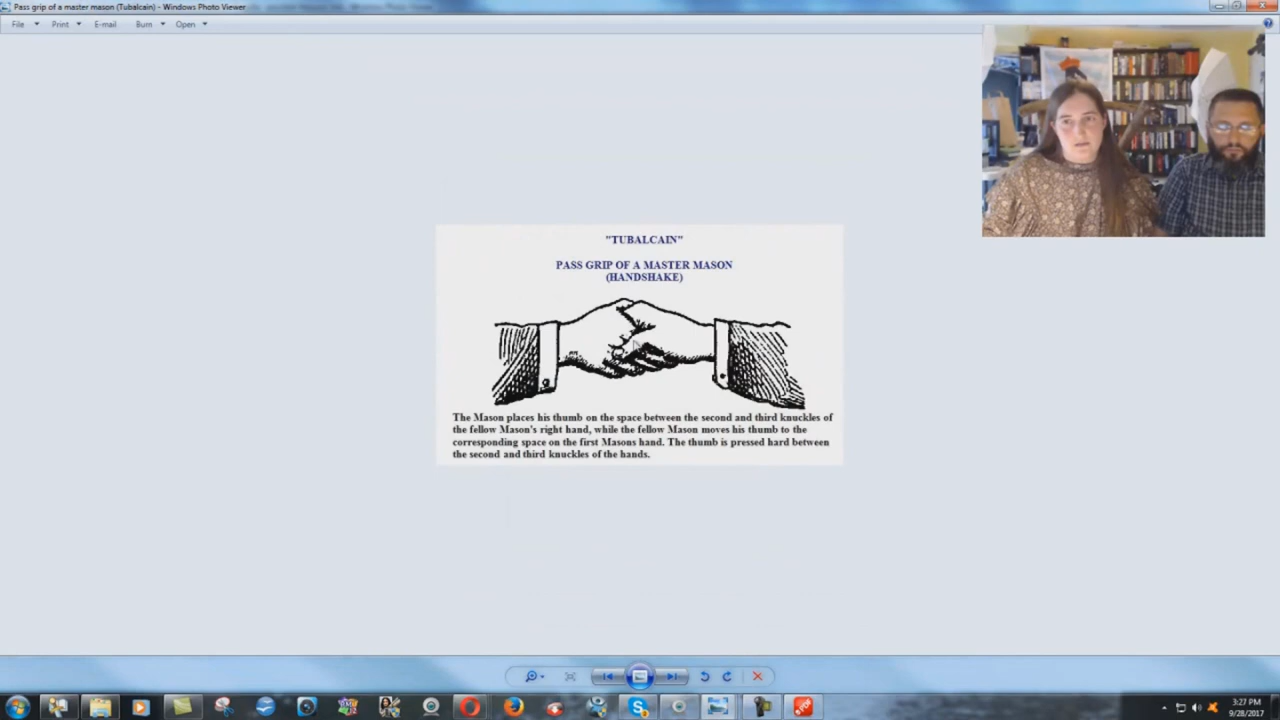 Pass grip of a master mason (Tubalcain) - Windows Photo Viewer
File Print E-mail Burn Open
"TUBALCAIN"
PASS GRIP OF A MASTER MASON
(HANDSHAKE)
The Mason places his thumb on the space between the second and third knuckles of
the fellow Mason's right hand, while the fellow Mason moves his thumb to the
corresponding space on the first Masons hand. The thumb is pressed hard between
the second and third knuckles of the hands.
3:27 PM
9/28/2017